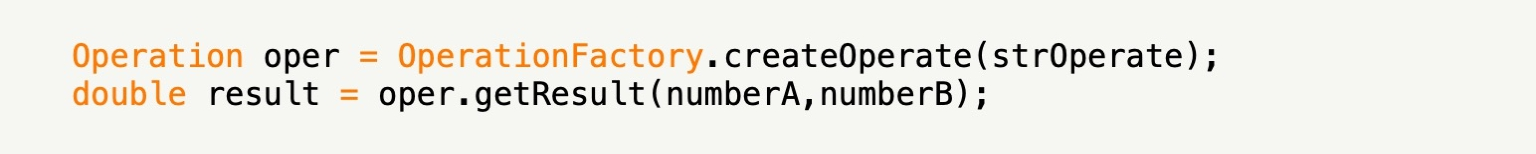 Operation oper = OperationFactory.createOperate(strOperate);
double result = oper.getResult(numberA,numberB);